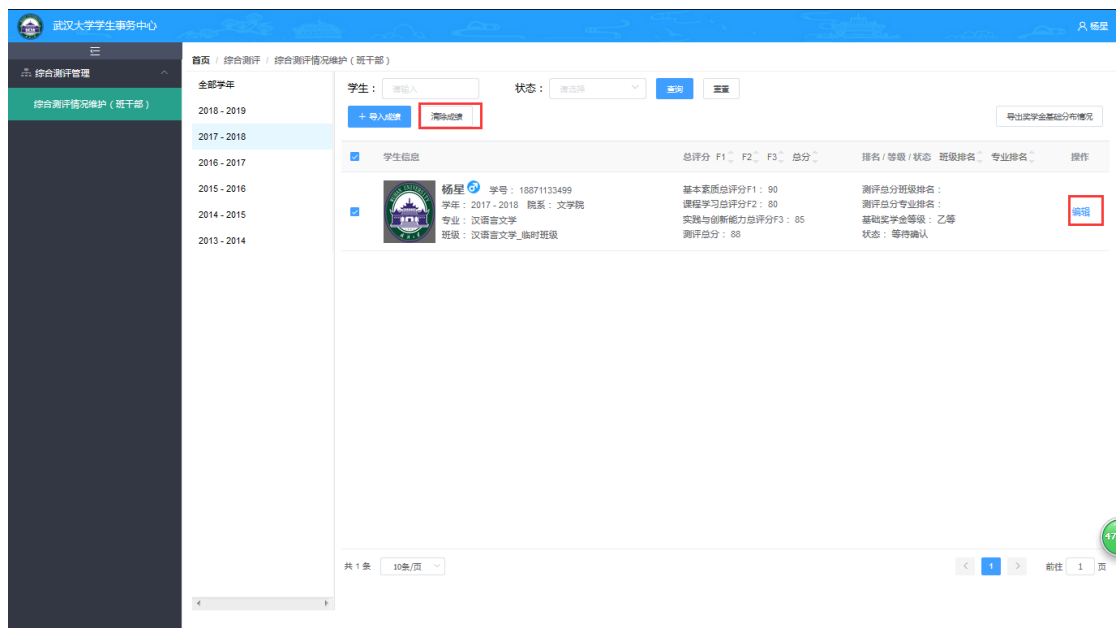 武汉大学学生事务中心
杨星
综合测评管理
首页 / 综合测评 / 综合测评情况维护（班干部）
综合测评情况维护（班干部）
全部学年
2018 - 2019
2017 - 2018
2016 - 2017
2015 - 2016
2014 - 2015
2013 - 2014
学生： 请输入 状态： 请选择 查询 重置
+ 导入成绩 清除成绩 导出奖学金基础分布情况
学生信息 总评分 F1 F2 F3 总分 排名 / 等级 / 状态 班级排名 专业排名 操作
杨星 学号： 18871133499
学年： 2017 - 2018 院系： 文学院
专业： 汉语言文学
班级： 汉语言文学_临时班级
基本素质总评分F1： 90
课程学习总评分F2： 80
实践与创新能力总评分F3： 85
测评总分： 88
测评总分班级排名：
测评总分专业排名：
基础奖学金等级： 乙等
状态： 等待确认
编辑
47
共 1 条 10条/页 1 前往 1 页